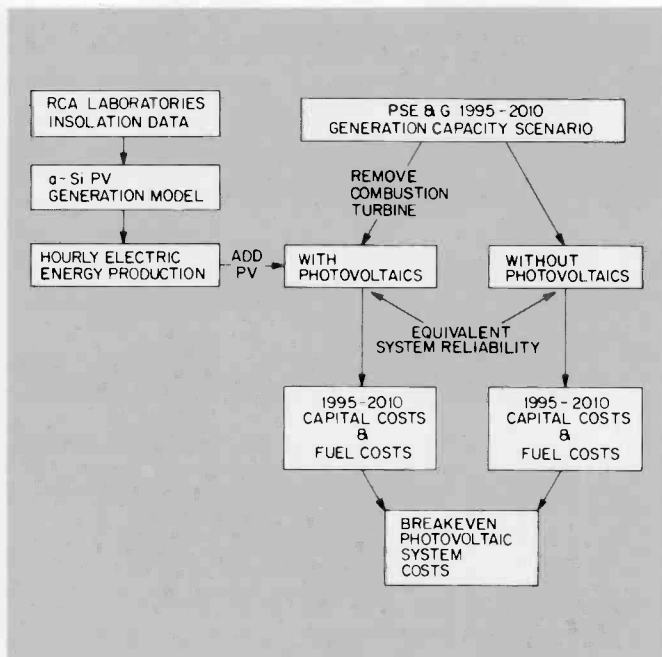 RCA LABORATORIES
INSOLATION DATA
a-Si PV
GENERATION MODEL
HOURLY ELECTRIC
ENERGY PRODUCTION
ADD
PV
PSE & G 1995-2010
GENERATION CAPACITY SCENARIO
REMOVE
COMBUSTION
TURBINE
WITH
PHOTOVOLTAICS
WITHOUT
PHOTOVOLTAICS
EQUIVALENT
SYSTEM RELIABILITY
1995-2010
CAPITAL COSTS
&
FUEL COSTS
1995-2010
CAPITAL COSTS
&
FUEL COSTS
BREAKEVEN
PHOTOVOLTAIC
SYSTEM
COSTS